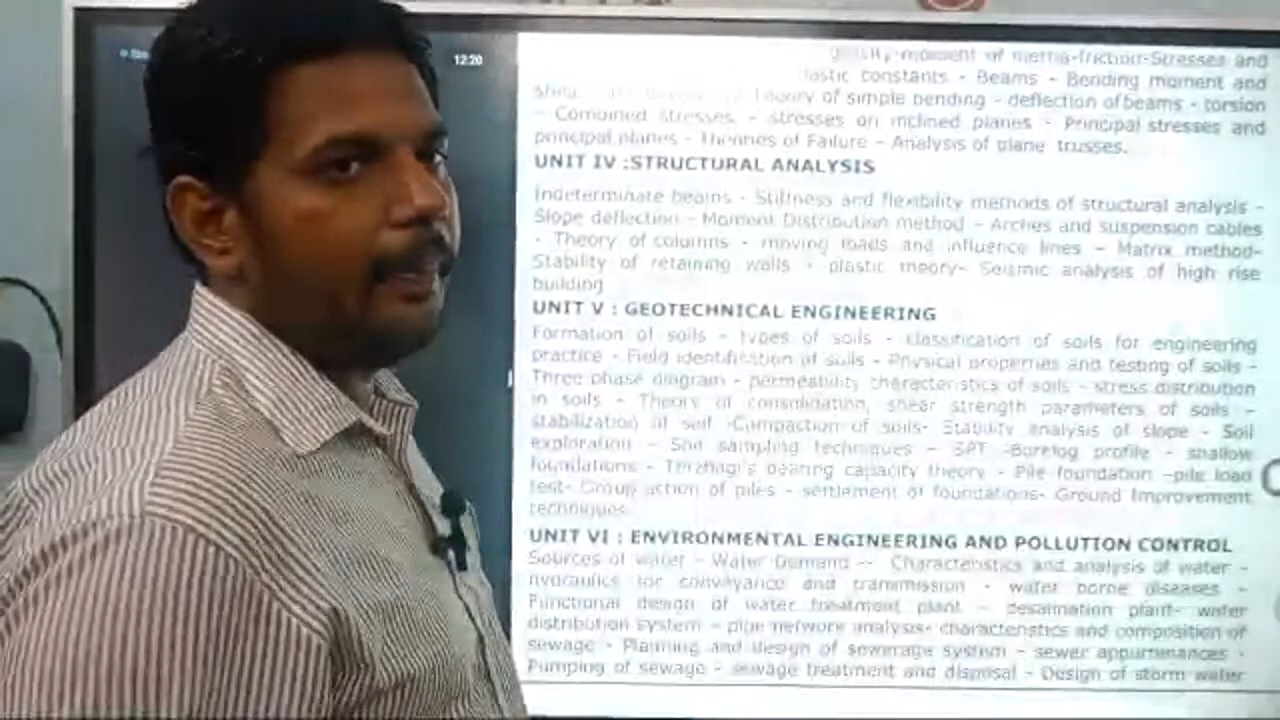 12:20
moment of inertia-friction-Stresses and
elastic constants - Beams - Bending moment and
Theory of simple bending - deflection of beams - torsion
- Combined stresses - stresses on inclined planes - Principal stresses and
principal planes - Theories of Failure - Analysis of plane trusses.
UNIT IV :STRUCTURAL ANALYSIS
Indeterminate beams - Stiffness and flexibility methods of structural analysis -
Slope deflection - Moment Distribution method - Arches and suspension cables
- Theory of columns - moving loads and influence lines - Matrix method-
Stability of retaining walls - plastic theory- Seismic analysis of high rise
building
UNIT V : GEOTECHNICAL ENGINEERING
Formation of soils - types of soils - classification of soils for engineering
practice - Field identification of soils - Physical properties and testing of soils -
Three phase diagram - permeability characteristics of soils - stress distribution
in soils - Theory of consolidation, shear strength parameters of soils -
stabilization of soil -Compaction of soils- Stability analysis of slope - Soil
exploration - Soil sampling techniques - SPT -Borelog profile - shallow
foundations - Terzhagi's bearing capacity theory - Pile foundation -pile load
test- Group action of piles - settlement of foundations- Ground Improvement
techniques.
UNIT VI : ENVIRONMENTAL ENGINEERING AND POLLUTION CONTROL
Sources of water - Water Demand -- Characteristics and analysis of water -
hydraulics for conveyance and transmission - water borne diseases -
Functional design of water treatment plant - desalination plant- water
distribution system - pipe network analysis- characteristics and composition of
sewage - Planning and design of sewerage system - sewer appurtinances -
Pumping of sewage - sewage treatment and disposal - Design of storm water